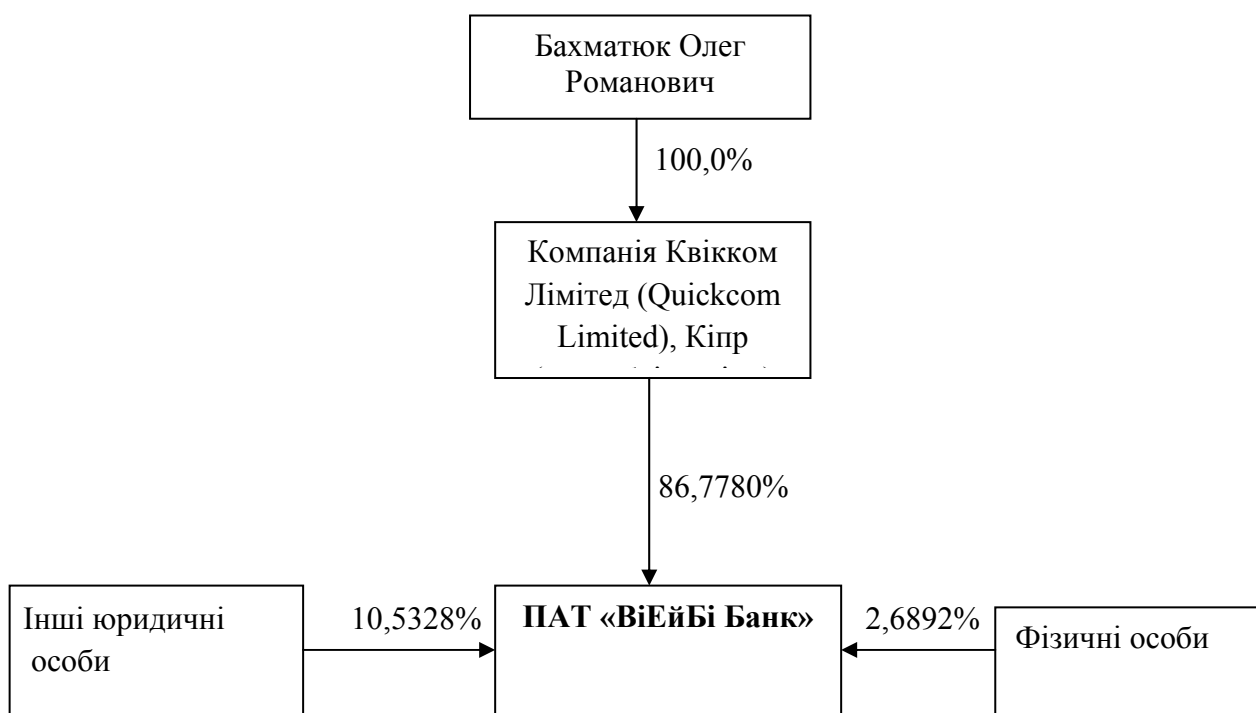 Бахматюк Олег
Романович
100,0%
Компанія Квікком
Лімітед (Quickcom
Limited), Кіпр
86,7780%
Інші юридичні
особи
10,5328%
ПАТ «ВіЕйБі Банк»
2,6892%
Фізичні особи